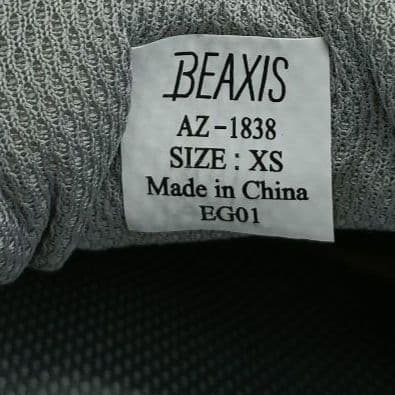 BEAXIS
AZ-1838
SIZE : XS
Made in China
EG01